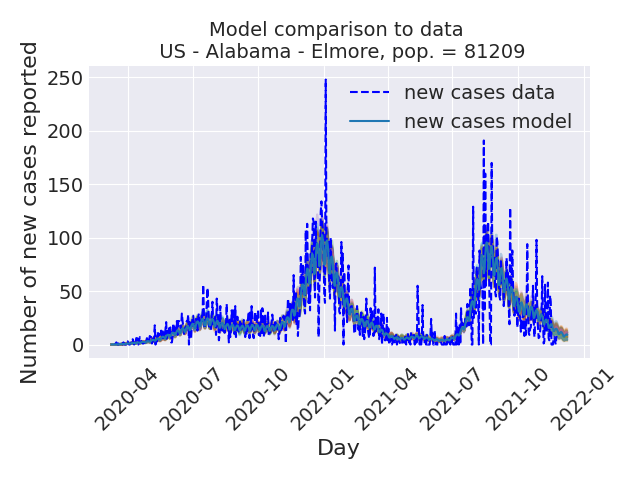 Model comparison to data
US - Alabama - Elmore, pop. = 81209
Number of new cases reported
250
200
150
100
50
0
new cases data
new cases model
2020-04
2020-07
2020-10
2021-01
2021-04
2021-07
2021-10
2022-01
Day